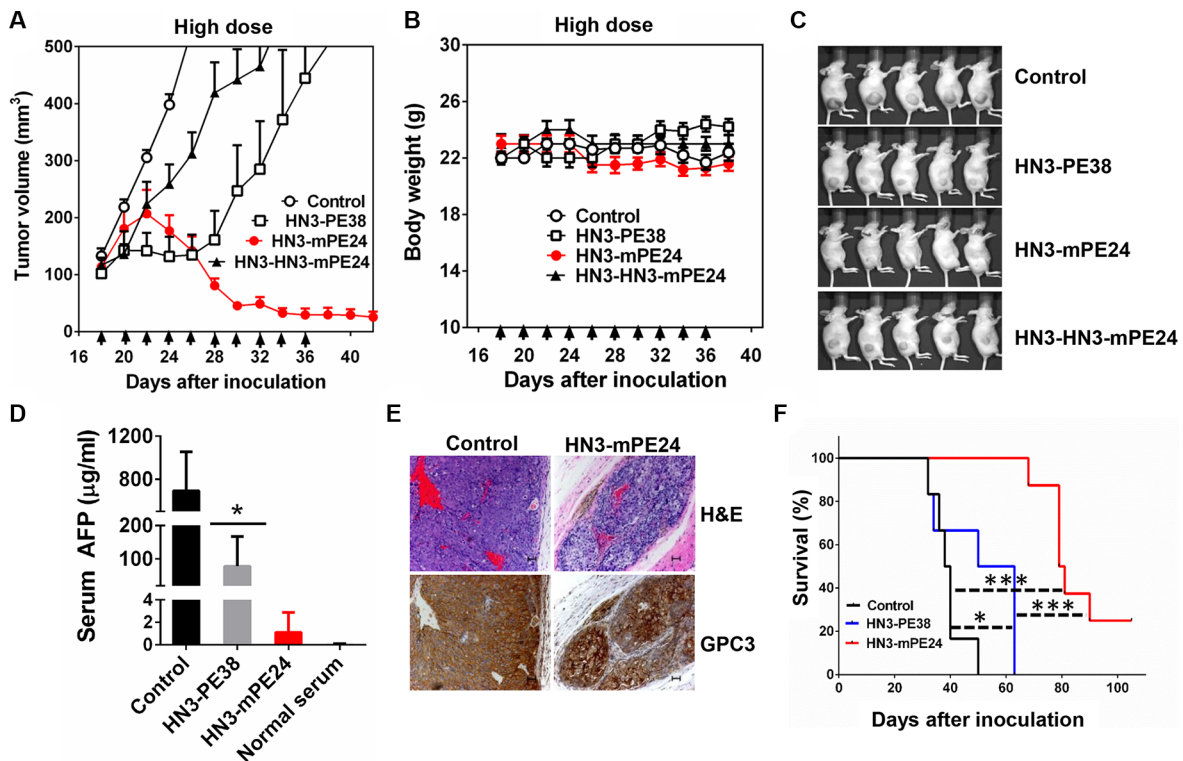 A
High dose
Tumor volume (mm³)
500
400
300
200
100
0
16
20
24
28
32
36
40
Days after inoculation
Control
HN3-PE38
HN3-mPE24
HN3-HN3-mPE24
B
High dose
Body weight (g)
30
26
22
18
14
10
16
20
24
28
32
36
40
Days after inoculation
Control
HN3-PE38
HN3-mPE24
HN3-HN3-mPE24
C
Control
HN3-PE38
HN3-mPE24
HN3-HN3-mPE24
D
Serum AFP (µg/ml)
1200
800
400
200
100
4
2
0
*
Control
HN3-PE38
HN3-mPE24
Normal serum
E
Control
HN3-mPE24
H&E
GPC3
F
Survival (%)
100
80
60
40
20
0
0
20
40
60
80
100
***
***
*
Control
HN3-PE38
HN3-mPE24
Days after inoculation